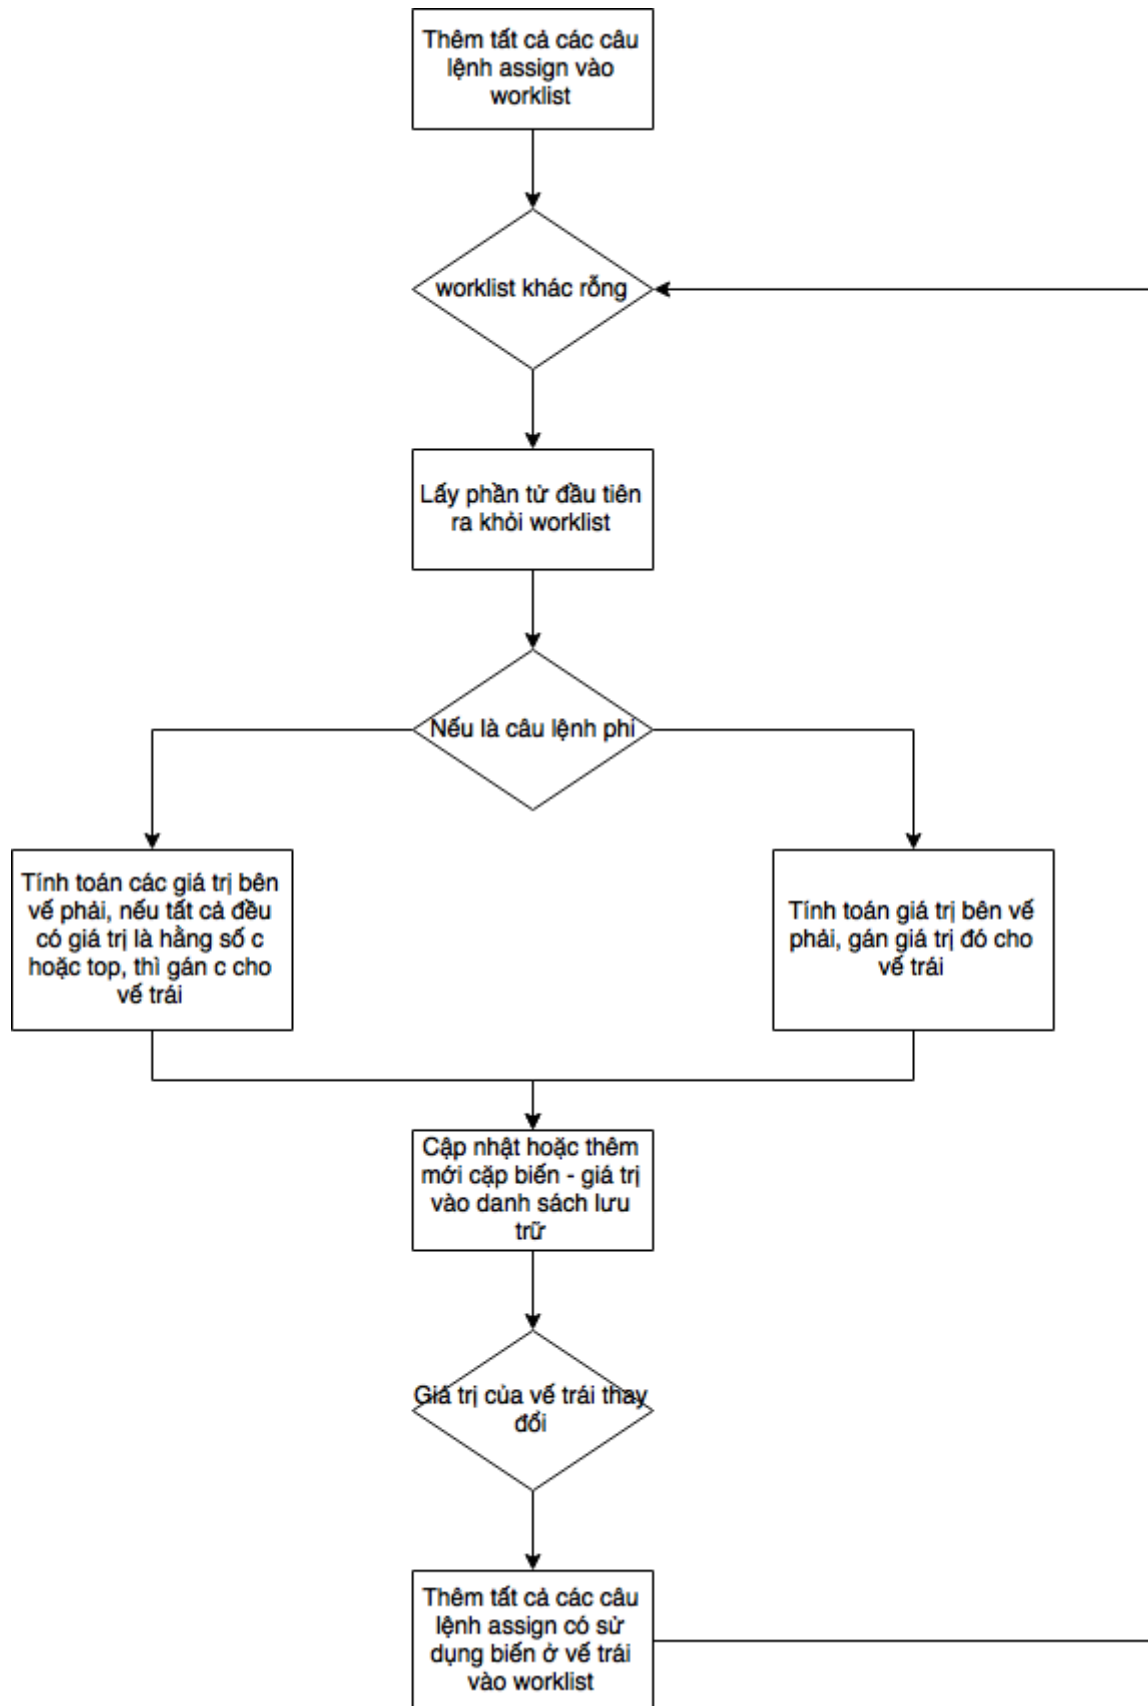 Thêm tất cả các câu
lệnh assign vào
worklist
worklist khác rỗng
Lấy phần tử đầu tiên
ra khỏi worklist
Nếu là câu lệnh phi
Tính toán các giá trị bên
vế phải, nếu tất cả đều
có giá trị là hằng số c
hoặc top, thì gán c cho
vế trái
Tính toán giá trị bên vế
phải, gán giá trị đó cho
vế trái
Cập nhật hoặc thêm
mới cặp biến - giá trị
vào danh sách lưu
trữ
Giá trị của vế trái thay
đổi
Thêm tất cả các câu
lệnh assign có sử
dụng biến ở vế trái
vào worklist